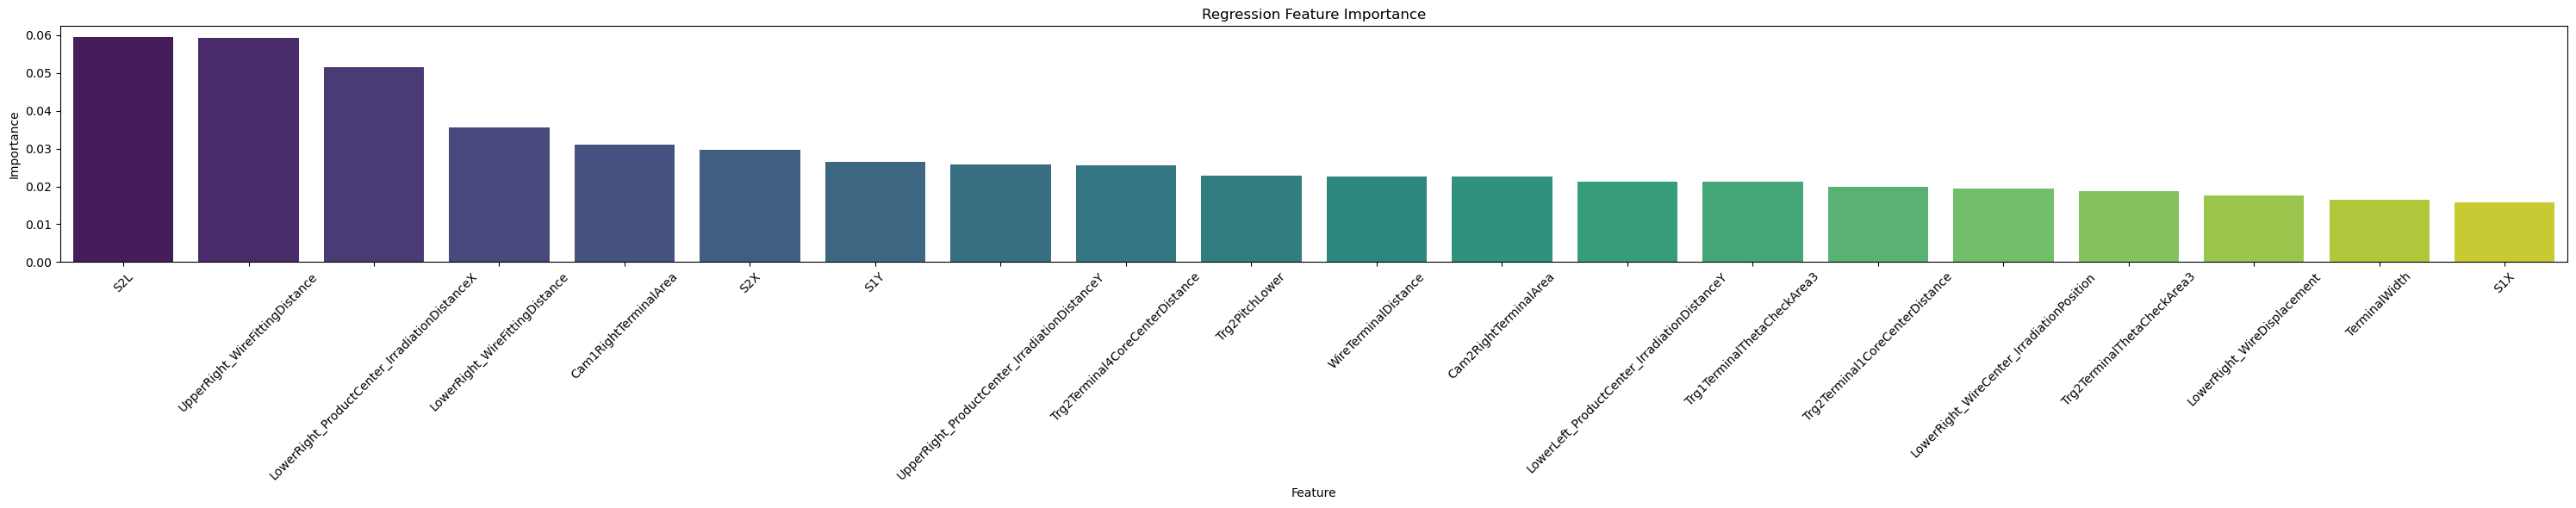 Regression Feature Importance
Importance
0.06
0.05
0.04
0.03
0.02
0.01
0.00
S2L
UpperRight_WireFittingDistance
LowerRight_ProductCenter_IrradiationDistanceX
LowerRight_WireFittingDistance
Cam1RightTerminalArea
S2X
S1Y
UpperRight_ProductCenter_IrradiationDistanceY
Trg2Terminal4CoreCenterDistance
Trg2PitchLower
WireTerminalDistance
Cam2RightTerminalArea
LowerLeft_ProductCenter_IrradiationDistanceY
Trg1TerminalThetaCheckArea3
Trg2Terminal1CoreCenterDistance
LowerRight_WireCenter_IrradiationPosition
Trg2TerminalThetaCheckArea3
LowerRight_WireDisplacement
TerminalWidth
S1X
Feature